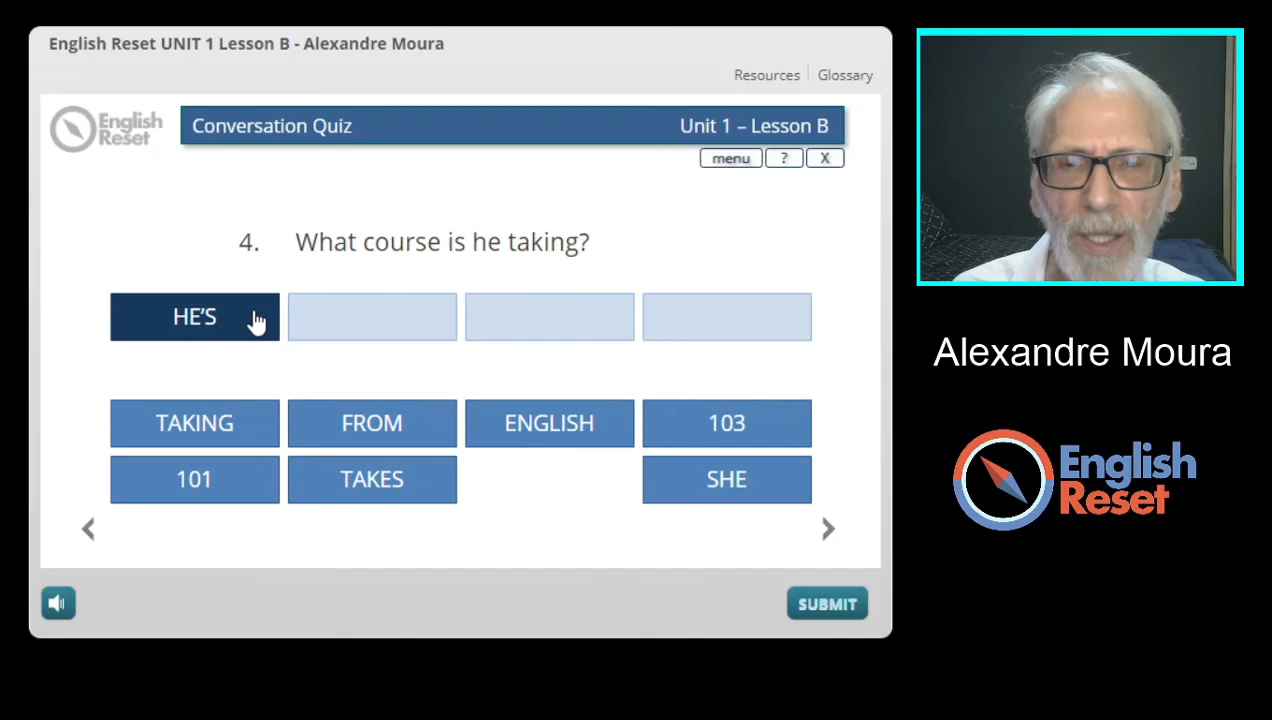 English Reset UNIT 1 Lesson B - Alexandre Moura
Resources
Glossary
English
Reset
Conversation Quiz
Unit 1 – Lesson B
menu
?
X
4. What course is he taking?
HE'S
TAKING
FROM
ENGLISH
103
101
TAKES
SHE
SUBMIT
Alexandre Moura
English
Reset